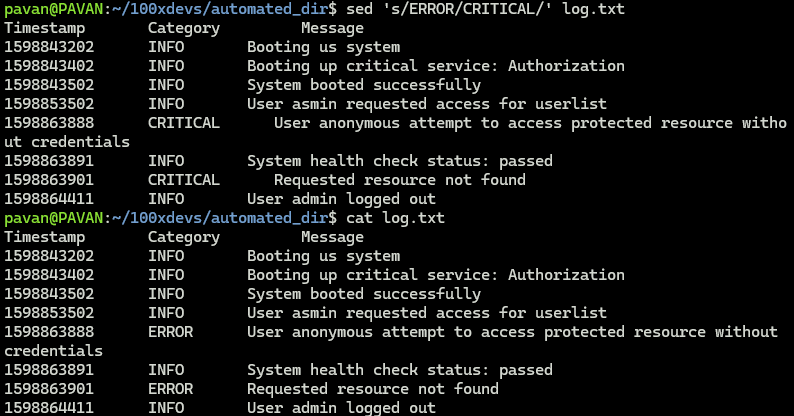 pavan@PAVAN:~/100xdevs/automated_dir$ sed 's/ERROR/CRITICAL/' log.txt
Timestamp       Category         Message
1598843202      INFO       Booting us system
1598843402      INFO       Booting up critical service: Authorization
1598843502      INFO       System booted successfully
1598853502      INFO       User asmin requested access for userlist
1598863888      CRITICAL      User anonymous attempt to access protected resource witho
ut credentials
1598863891      INFO       System health check status: passed
1598863901      CRITICAL      Requested resource not found
1598864411      INFO       User admin logged out
pavan@PAVAN:~/100xdevs/automated_dir$ cat log.txt
Timestamp       Category         Message
1598843202      INFO       Booting us system
1598843402      INFO       Booting up critical service: Authorization
1598843502      INFO       System booted successfully
1598853502      INFO       User asmin requested access for userlist
1598863888      ERROR      User anonymous attempt to access protected resource without
credentials
1598863891      INFO       System health check status: passed
1598863901      ERROR      Requested resource not found
1598864411      INFO       User admin logged out